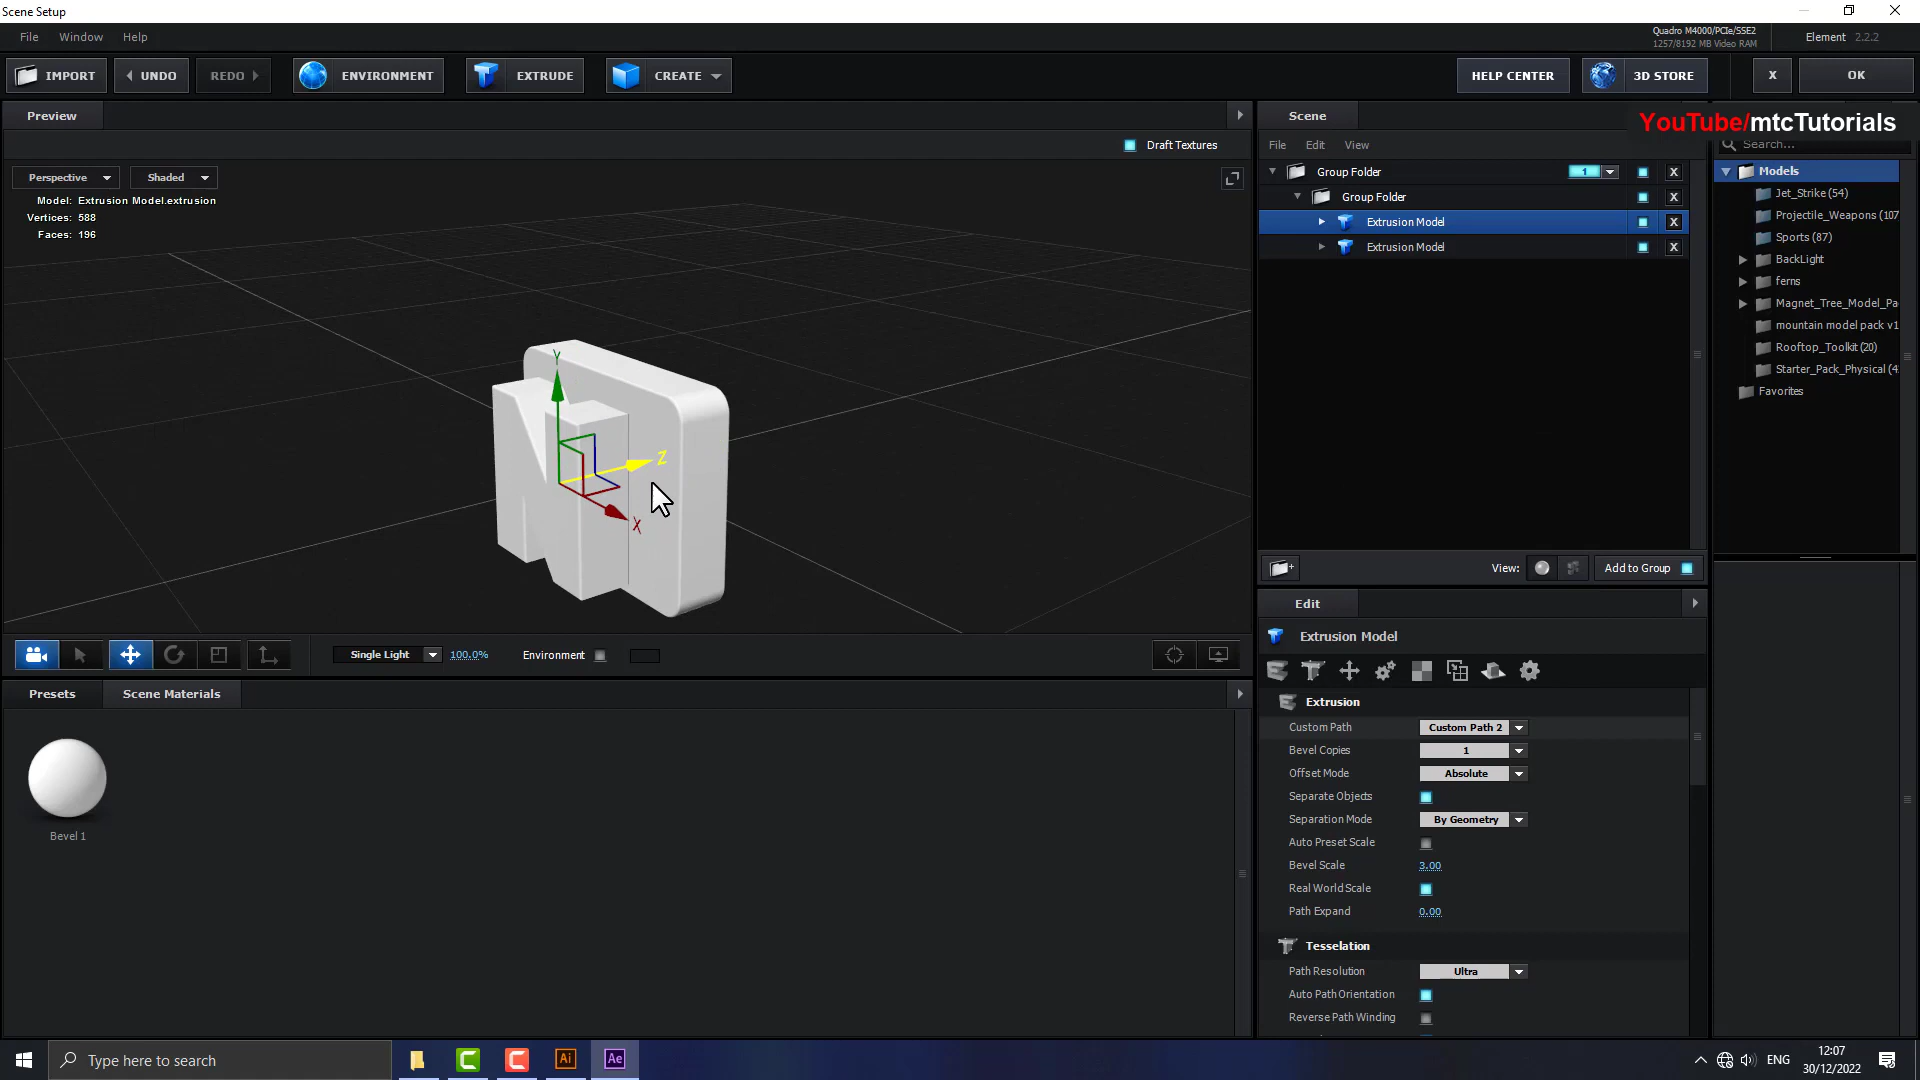 Scene Setup
File Window Help
Quadro M4000/PCIe/SSE2
1257/8192 MB Video RAM
Element 2.2.2
IMPORT UNDO REDO ENVIRONMENT EXTRUDE CREATE HELP CENTER 3D STORE X OK
Preview
Draft Textures
Perspective Shaded
Model: Extrusion Model.extrusion
Vertices: 588
Faces: 196
Y
Z
X
Single Light 100.0% Environment
Presets Scene Materials
Bevel 1
Scene
File Edit View
Group Folder 1 X
Group Folder X
Extrusion Model X
Extrusion Model X
View: Add to Group
Edit
Extrusion Model
Extrusion
Custom Path Custom Path 2
Bevel Copies 1
Offset Mode Absolute
Separate Objects
Separation Mode By Geometry
Auto Preset Scale
Bevel Scale 3.00
Real World Scale
Path Expand 0.00
Tesselation
Path Resolution Ultra
Auto Path Orientation
Reverse Path Winding
YouTube/mtcTutorials
Search...
Models
Jet_Strike (54)
Projectile_Weapons (107
Sports (87)
BackLight
ferns
Magnet_Tree_Model_Pa
mountain model pack v1
Rooftop_Toolkit (20)
Starter_Pack_Physical (4
Favorites
Type here to search
Ai Ae
ENG
12:07
30/12/2022